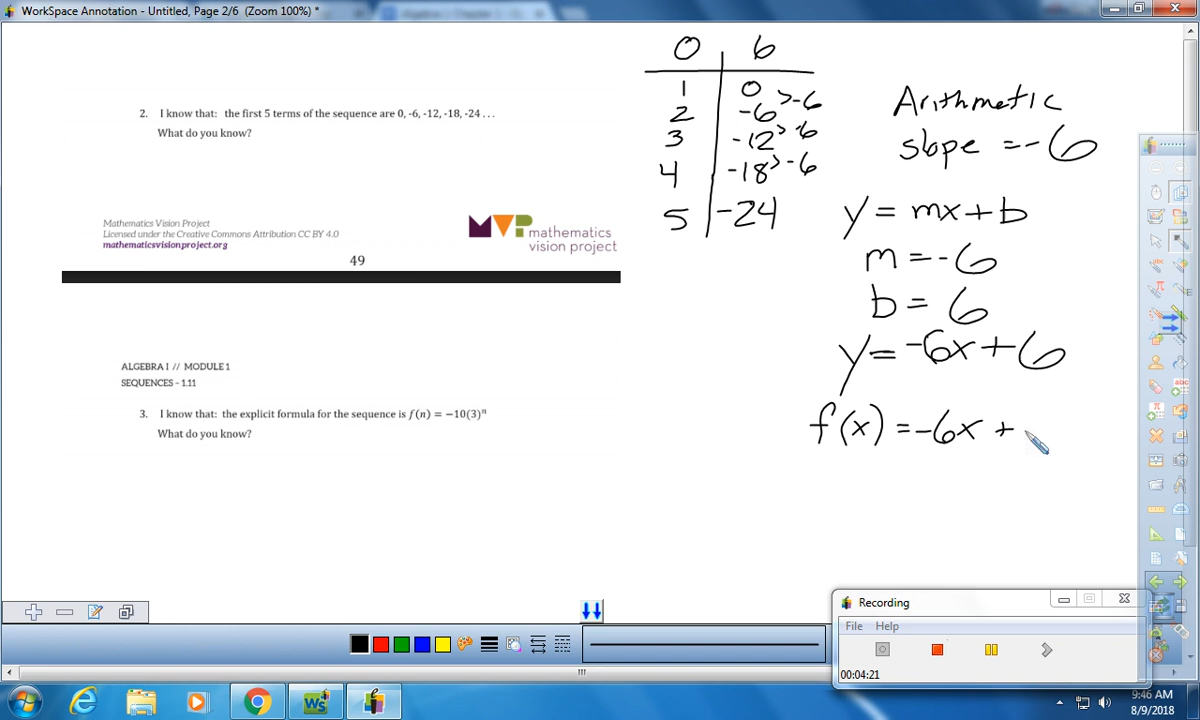 WorkSpace Annotation - Untitled, Page 2/6 (Zoom 100%) *
2. I know that: the first 5 terms of the sequence are 0, -6, -12, -18, -24 . . .
What do you know?
Mathematics Vision Project
Licensed under the Creative Commons Attribution CC BY 4.0
mathematicsvisionproject.org
MVP mathematics
vision project
49
ALGEBRA I // MODULE 1
SEQUENCES - 1.11
3. I know that: the explicit formula for the sequence is f(n) = −10(3)ⁿ
What do you know?
0 6
1 0
2 -6 > -6
3 -12 > -6
4 -18 > -6
5 -24
Arithmetic
slope = -6
y = mx + b
m = -6
b = 6
y = -6x + 6
f(x) = -6x +
Recording
File Help
00:04:21
9:46 AM
8/9/2018